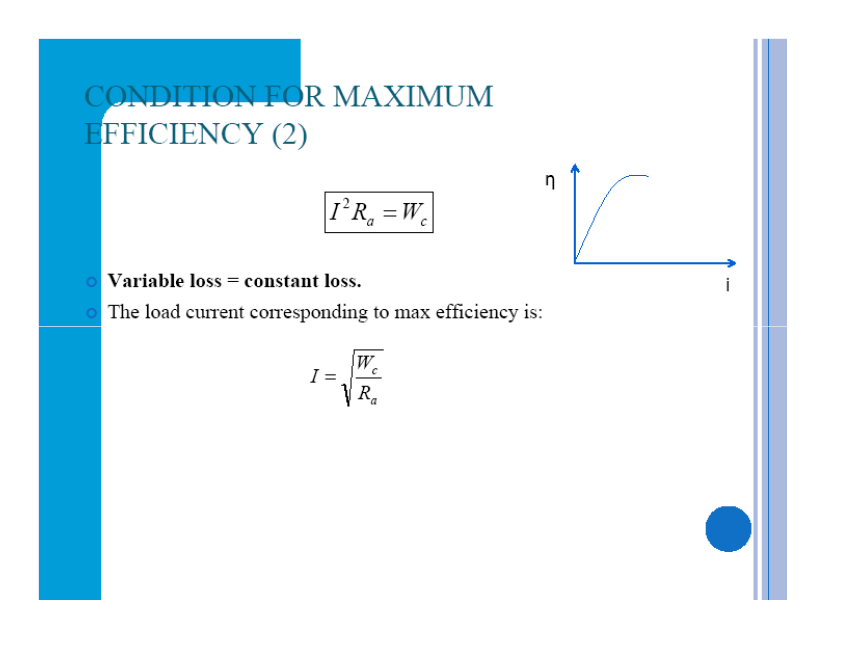 CONDITION FOR MAXIMUM
EFFICIENCY (2)
η
I²Rₐ = W꜀
Variable loss = constant loss.
i
The load current corresponding to max efficiency is:
I = √(W꜀/Rₐ)